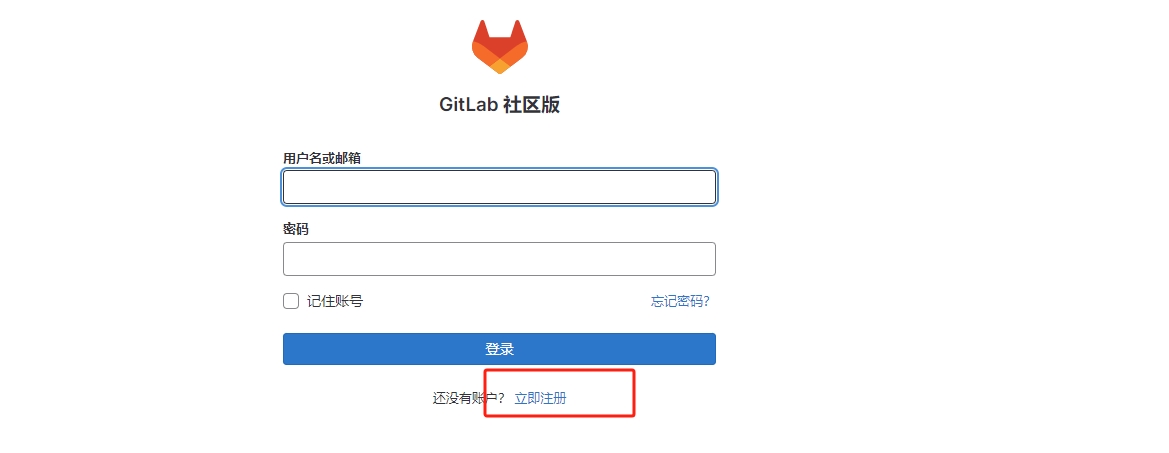 GitLab 社区版
用户名或邮箱
密码
记住账号 忘记密码?
登录
还没有账户? 立即注册